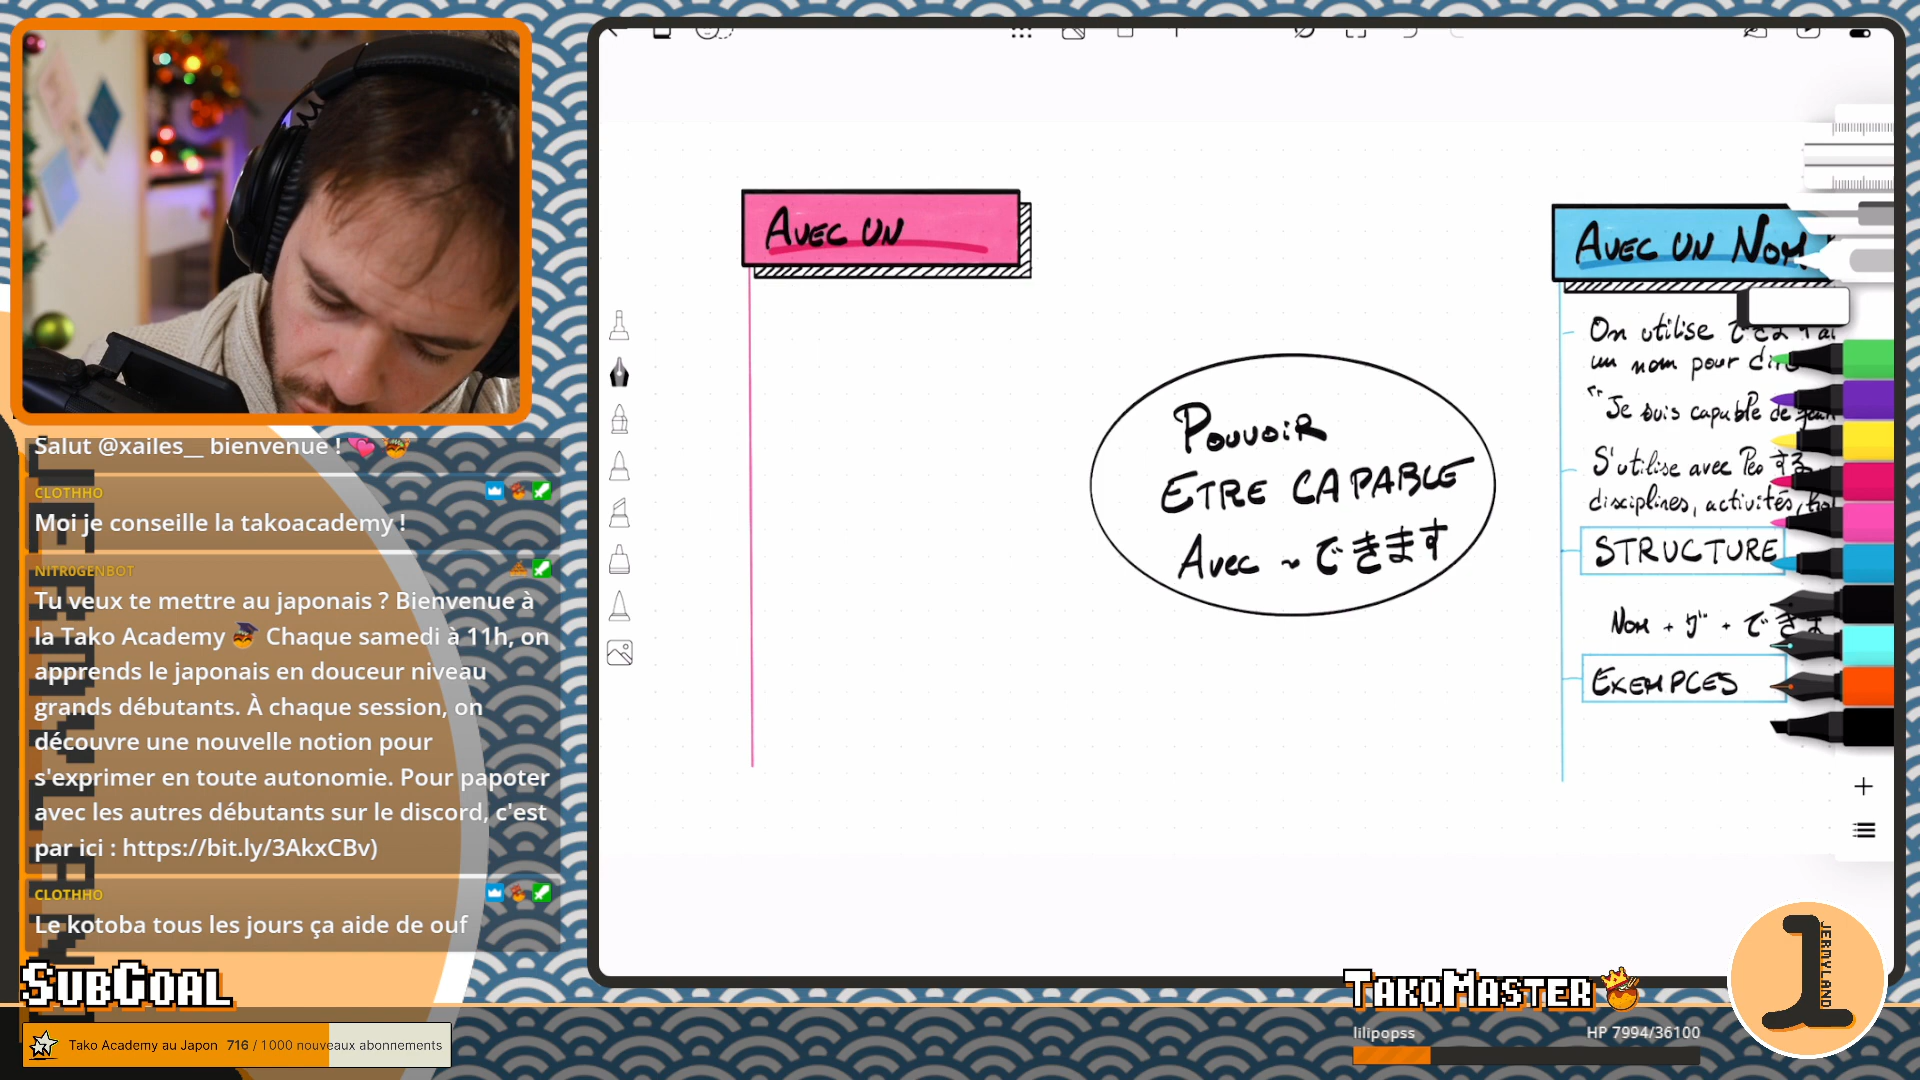 Salut @xailes__ bienvenue !
CLOTHHO
Moi je conseille la takoacademy !
NITR0GENBOT
Tu veux te mettre au japonais ? Bienvenue à
la Tako Academy Chaque samedi à 11h, on
apprends le japonais en douceur niveau
grands débutants. À chaque session, on
découvre une nouvelle notion pour
s'exprimer en toute autonomie. Pour papoter
avec les autres débutants sur le discord, c'est
par ici : https://bit.ly/3AkxCBv)
CLOTHHO
Le kotoba tous les jours ça aide de ouf
SUBGOAL
Tako Academy au Japon 716 / 1000 nouveaux abonnements
AVEC UN
POUVOIR
ETRE CAPABLE
AVEC ~できます
AVEC UN NOM
On utilise
un nom pour
"Je suis capable de
S'utilise avec
disciplines, activités,
STRUCTURE
NOM + が + でき
EXEMPLES
TAKOMASTER
lilipopss HP 7994/36100
JERMYLAND